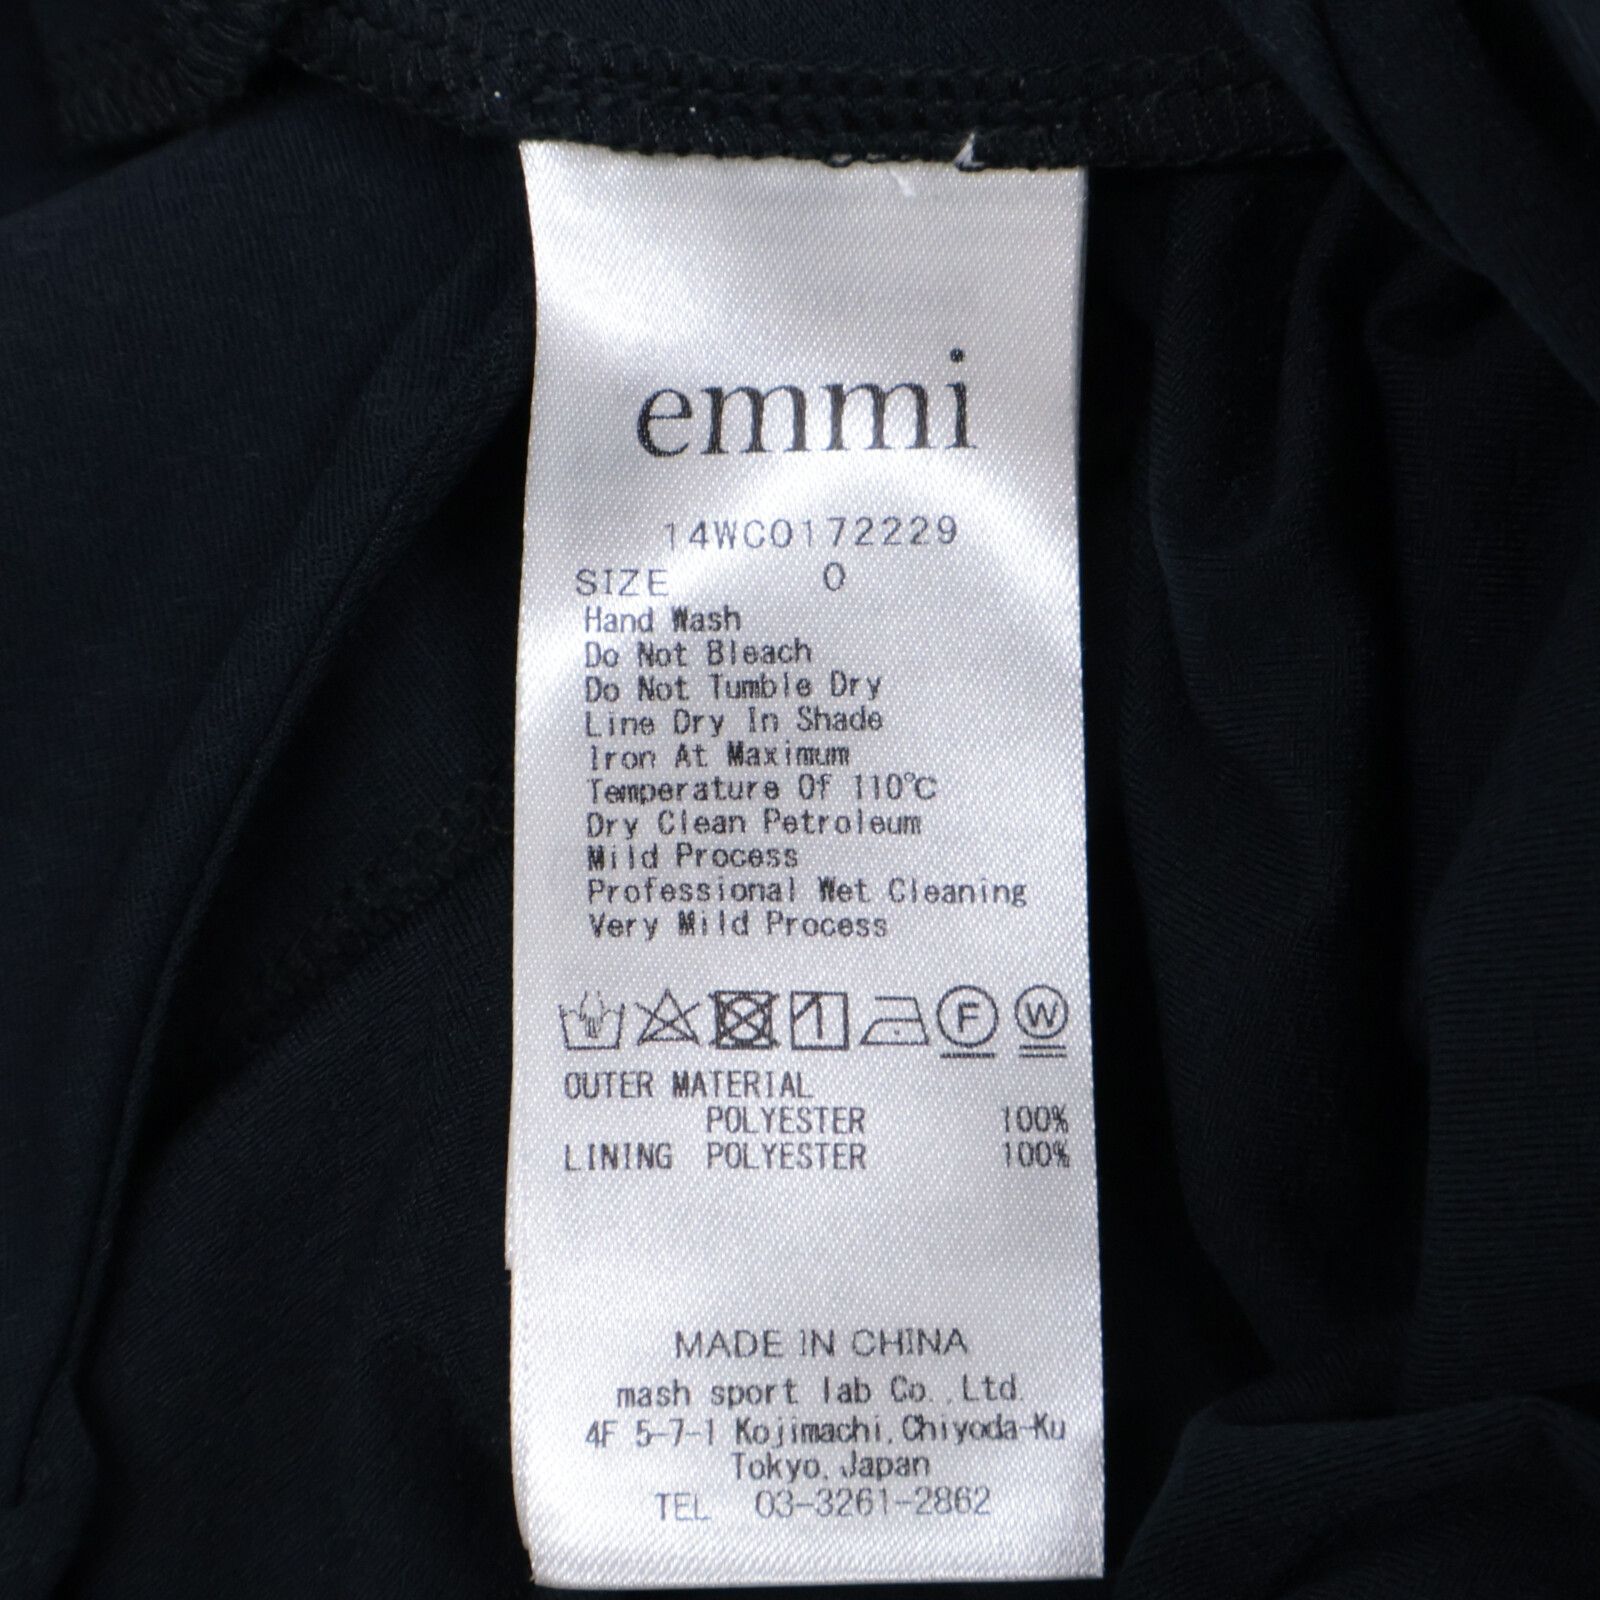 emmi
14WCO172229
SIZE 0
Hand Wash
Do Not Bleach
Do Not Tumble Dry
Line Dry In Shade
Iron At Maximum
Temperature Of 110℃
Dry Clean Petroleum
Mild Process
Professional Wet Cleaning
Very Mild Process
F W
OUTER MATERIAL
POLYESTER 100%
LINING POLYESTER 100%
MADE IN CHINA
mash sport lab Co.,Ltd.
4F 5-7-1 Kojimachi,Chiyoda-Ku
Tokyo,Japan
TEL 03-3261-2862